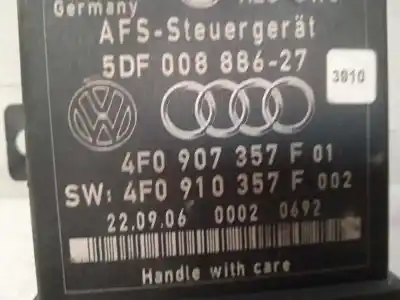 Germany
AFS-Steuergerät
5DF 008 886-27
3010
4F0 907 357 F 01
SW: 4F0 910 357 F 002
22.09.06 0002 0692
Handle with care